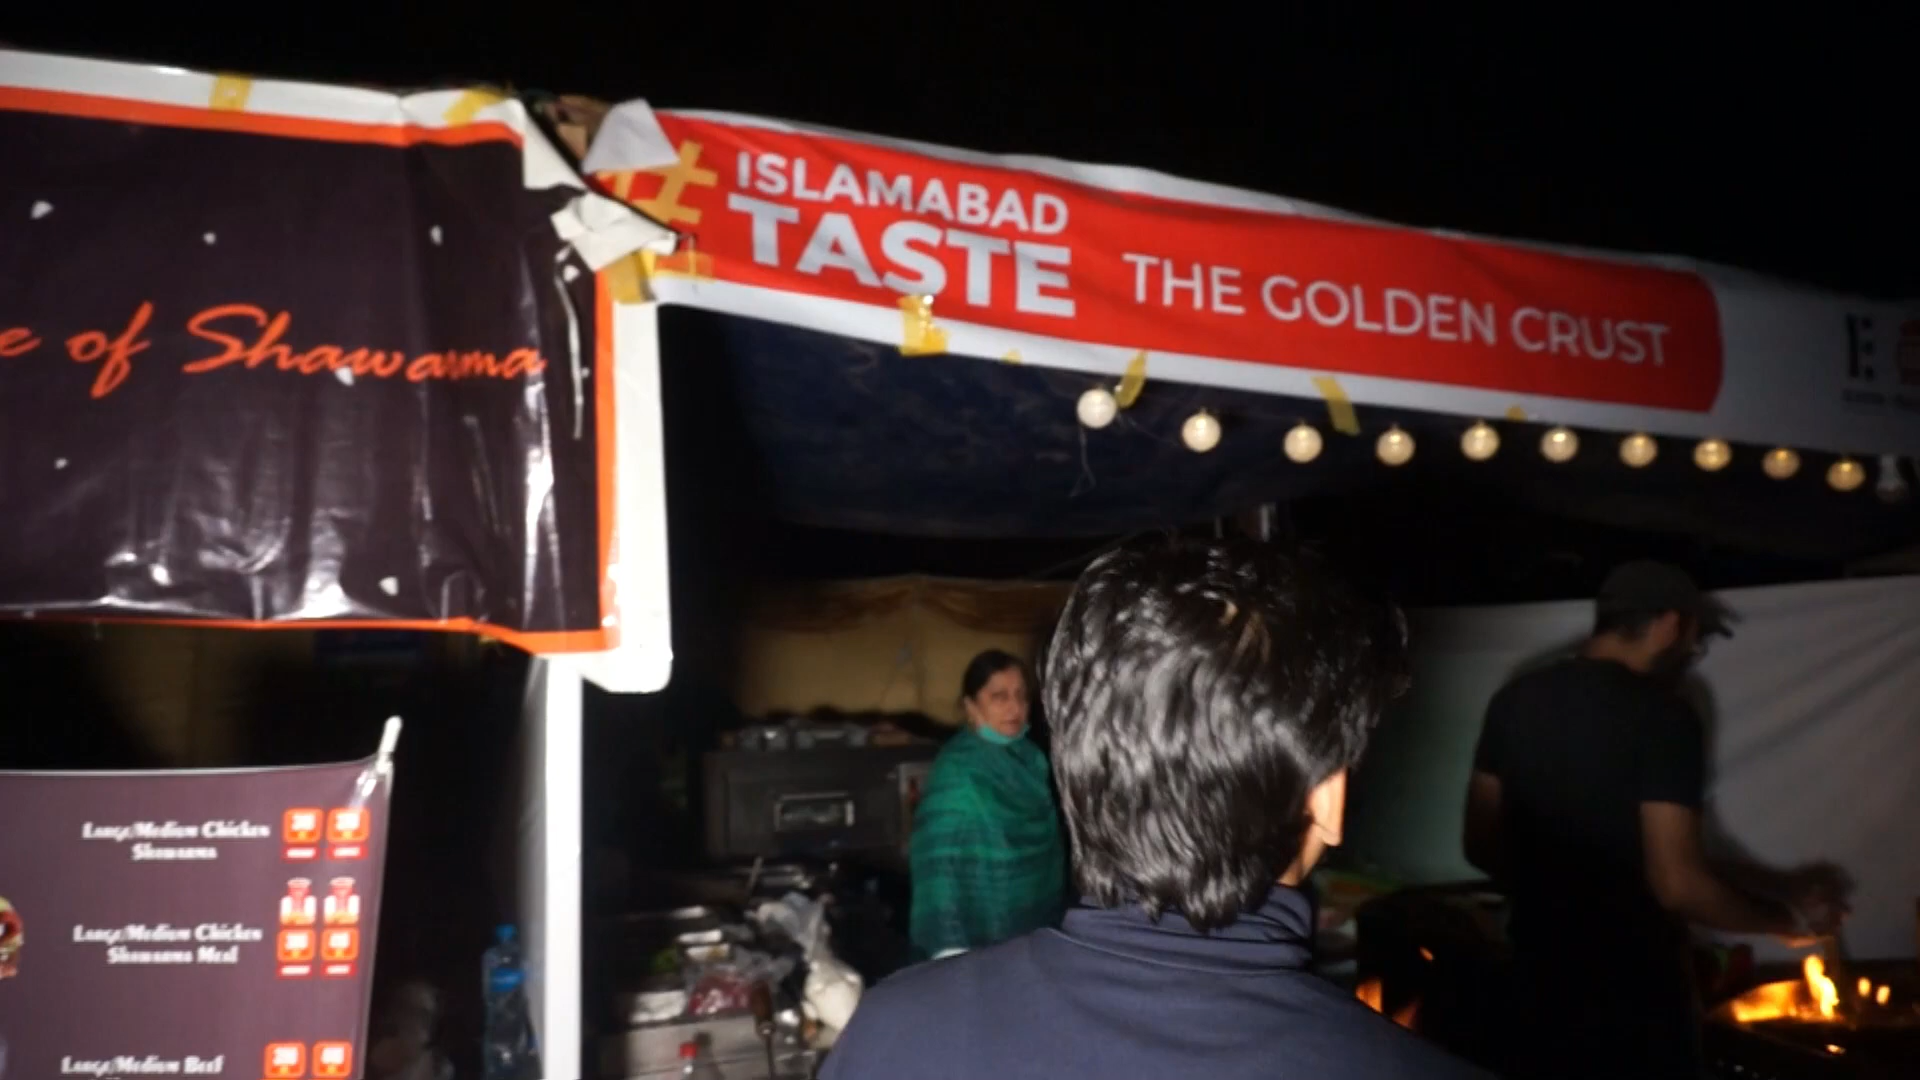 e of Shawarma
# ISLAMABAD
TASTE
THE GOLDEN CRUST
Large/Medium Chicken
Shawarma
Large/Medium Chicken
Shawarma Meal
Large/Medium Beef